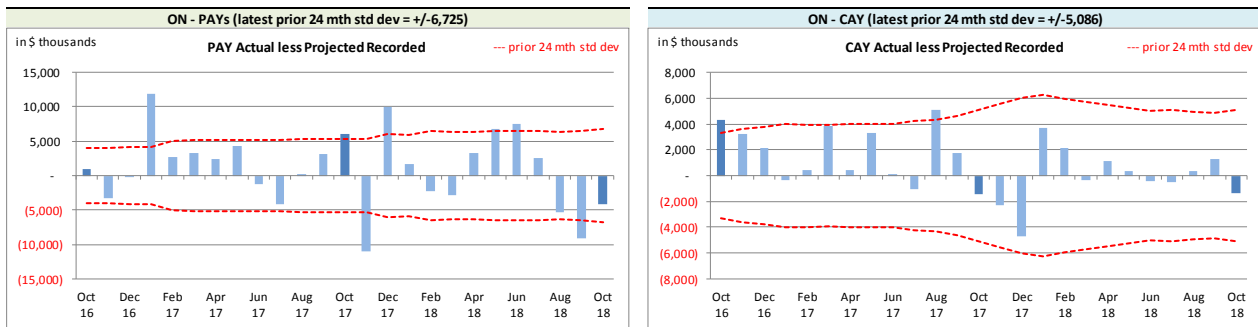 ON - PAYs (latest prior 24 mth std dev = +/-6,725)
in $ thousands
PAY Actual less Projected Recorded
--- prior 24 mth std dev
15,000
10,000
5,000
-
(5,000)
(10,000)
(15,000)
Oct Dec Feb Apr Jun Aug Oct Dec Feb Apr Jun Aug Oct
16 16 17 17 17 17 17 17 18 18 18 18 18
ON - CAY (latest prior 24 mth std dev = +/-5,086)
in $ thousands
CAY Actual less Projected Recorded
--- prior 24 mth std dev
8,000
6,000
4,000
2,000
-
(2,000)
(4,000)
(6,000)
(8,000)
Oct Dec Feb Apr Jun Aug Oct Dec Feb Apr Jun Aug Oct
16 16 17 17 17 17 17 17 18 18 18 18 18